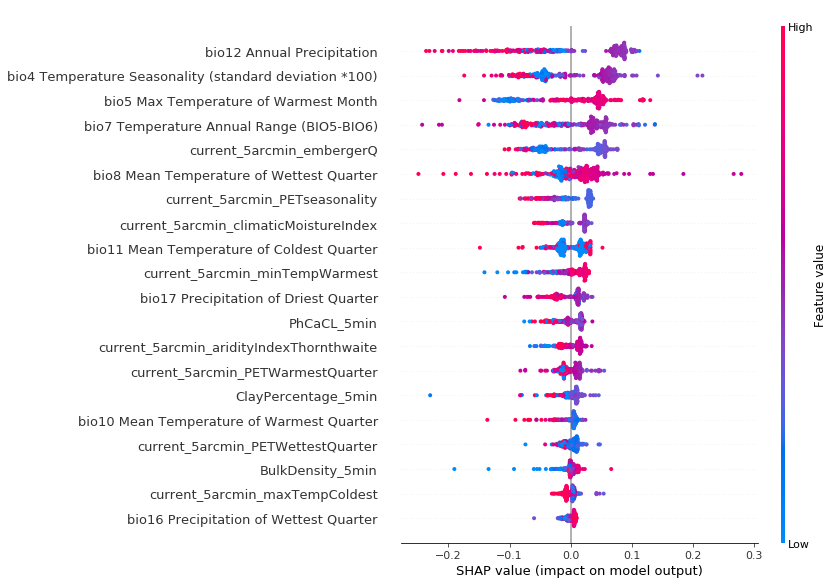 High
bio12 Annual Precipitation
bio4 Temperature Seasonality (standard deviation *100)
bio5 Max Temperature of Warmest Month
bio7 Temperature Annual Range (BIO5-BIO6)
current_5arcmin_embergerQ
bio8 Mean Temperature of Wettest Quarter
current_5arcmin_PETseasonality
current_5arcmin_climaticMoistureIndex
bio11 Mean Temperature of Coldest Quarter
current_5arcmin_minTempWarmest
bio17 Precipitation of Driest Quarter
PhCaCL_5min
current_5arcmin_aridityIndexThornthwaite
current_5arcmin_PETWarmestQuarter
ClayPercentage_5min
bio10 Mean Temperature of Warmest Quarter
current_5arcmin_PETWettestQuarter
BulkDensity_5min
current_5arcmin_maxTempColdest
bio16 Precipitation of Wettest Quarter
Feature value
Low
−0.2 −0.1 0.0 0.1 0.2 0.3
SHAP value (impact on model output)